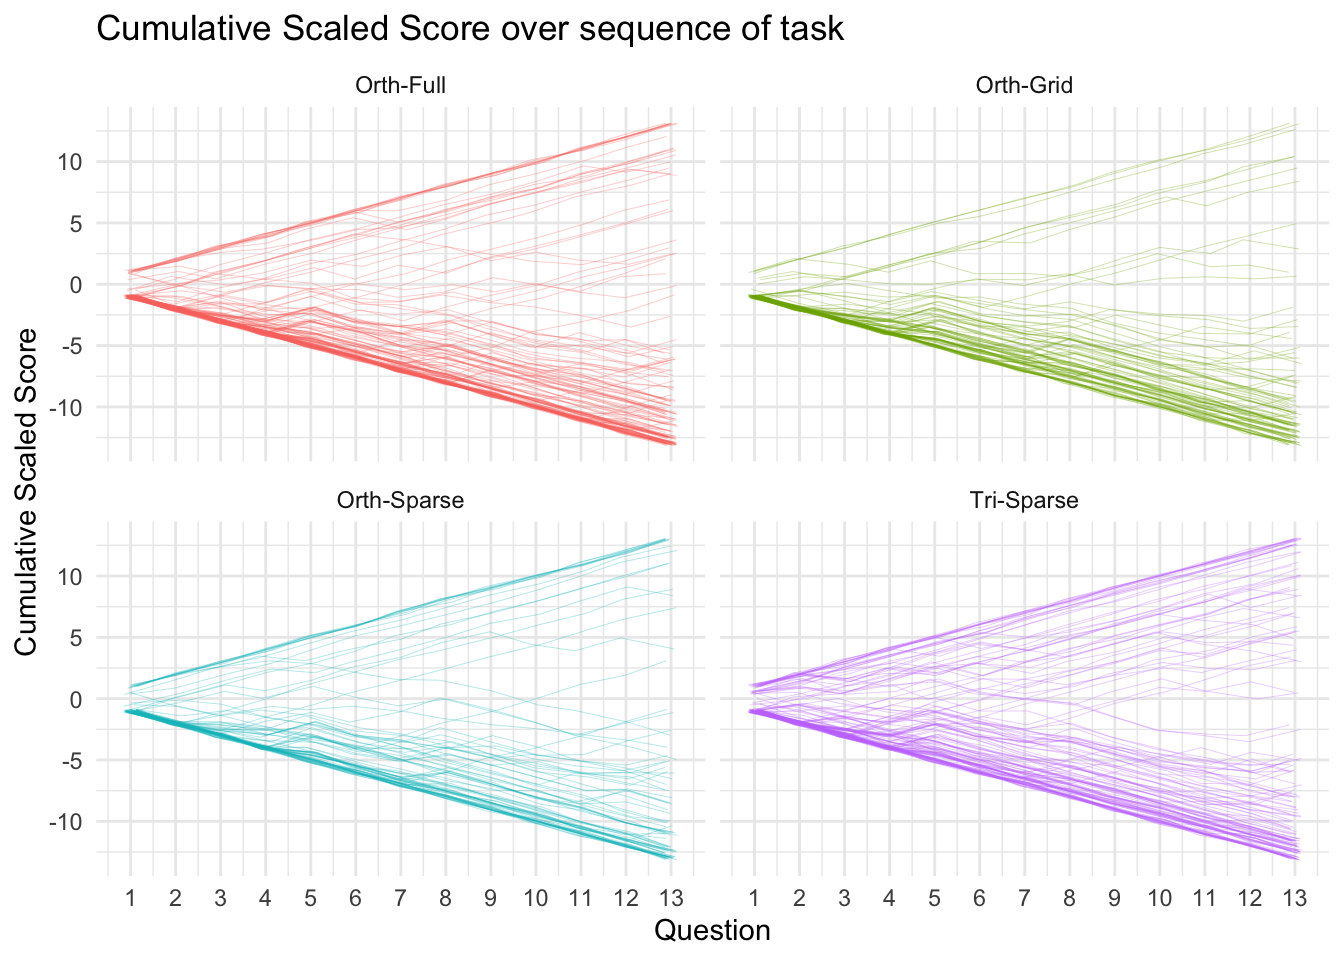 Cumulative Scaled Score over sequence of task
Orth-Full
Orth-Grid
10
5
0
-5
-10
Orth-Sparse
Tri-Sparse
10
5
0
-5
-10
Cumulative Scaled Score
1 2 3 4 5 6 7 8 9 10 11 12 13
1 2 3 4 5 6 7 8 9 10 11 12 13
Question